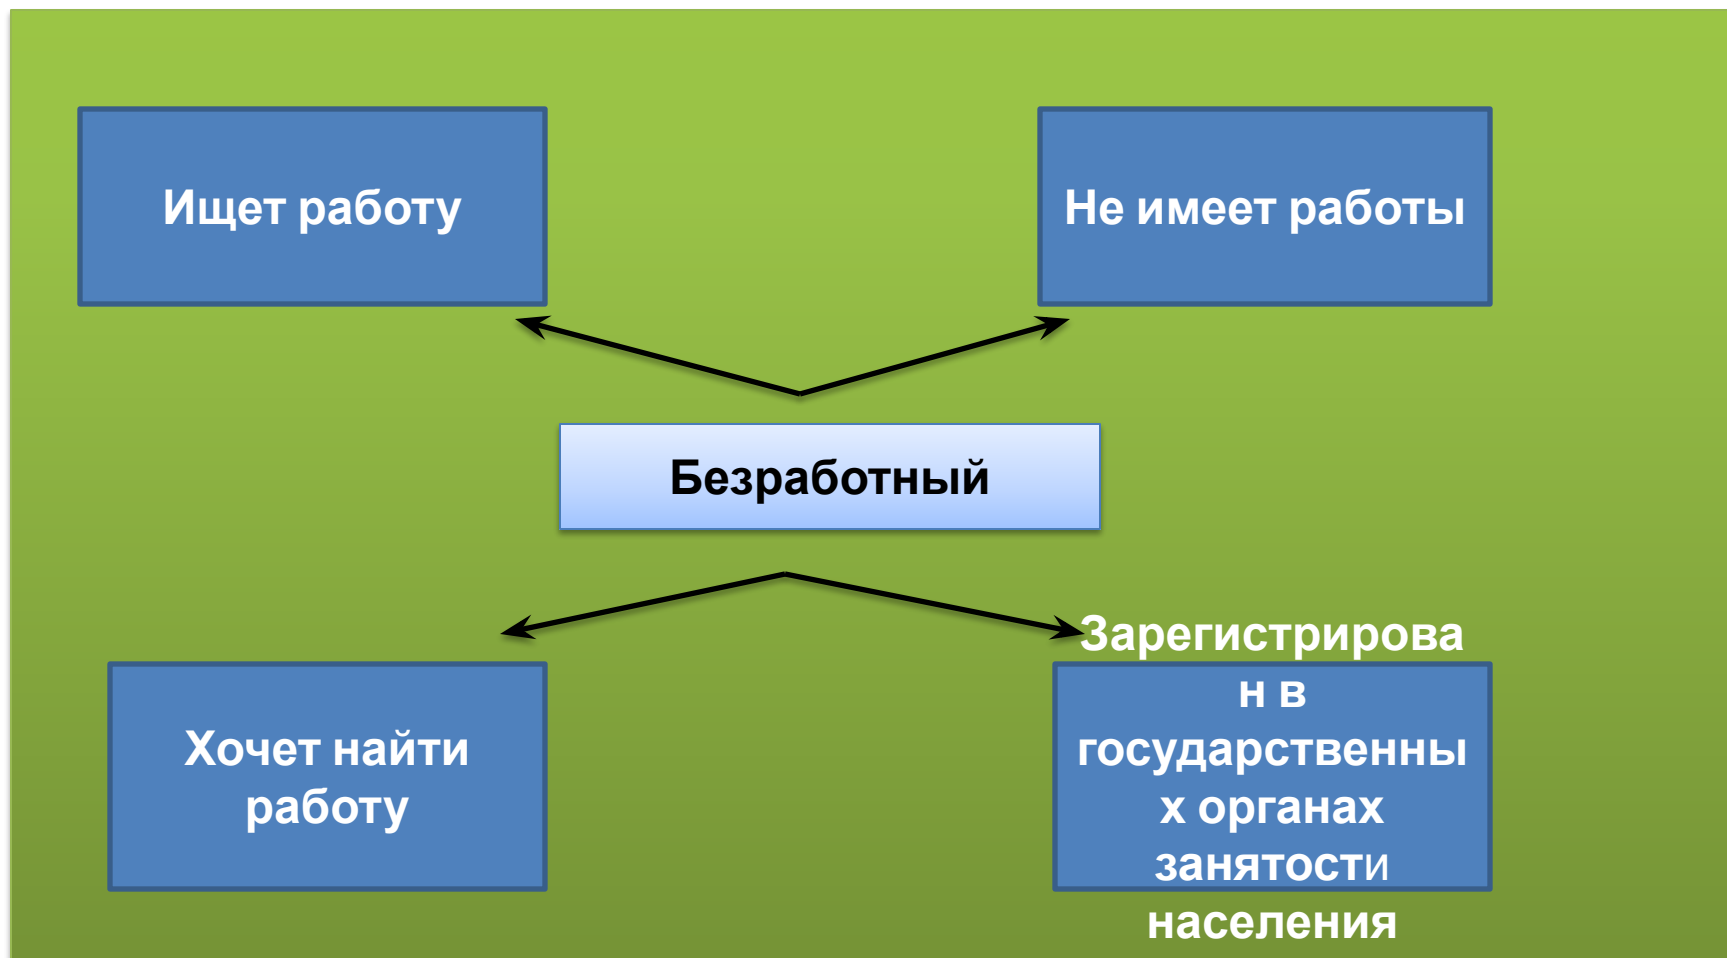 Ищет работу
Не имеет работы
Безработный
Хочет найти
работу
Зарегистрирова
н в
государственны
х органах
занятости
населения